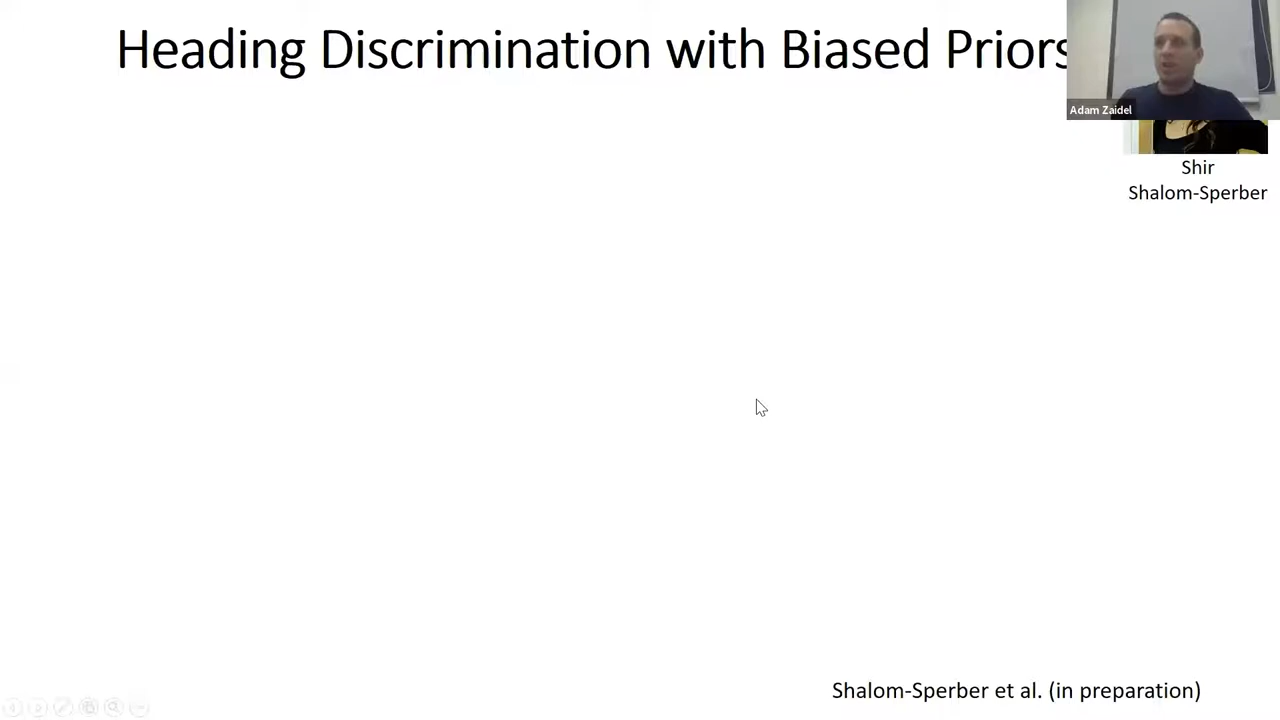 Heading Discrimination with Biased Priors
Adam Zaidel
Shir
Shalom-Sperber
Shalom-Sperber et al. (in preparation)